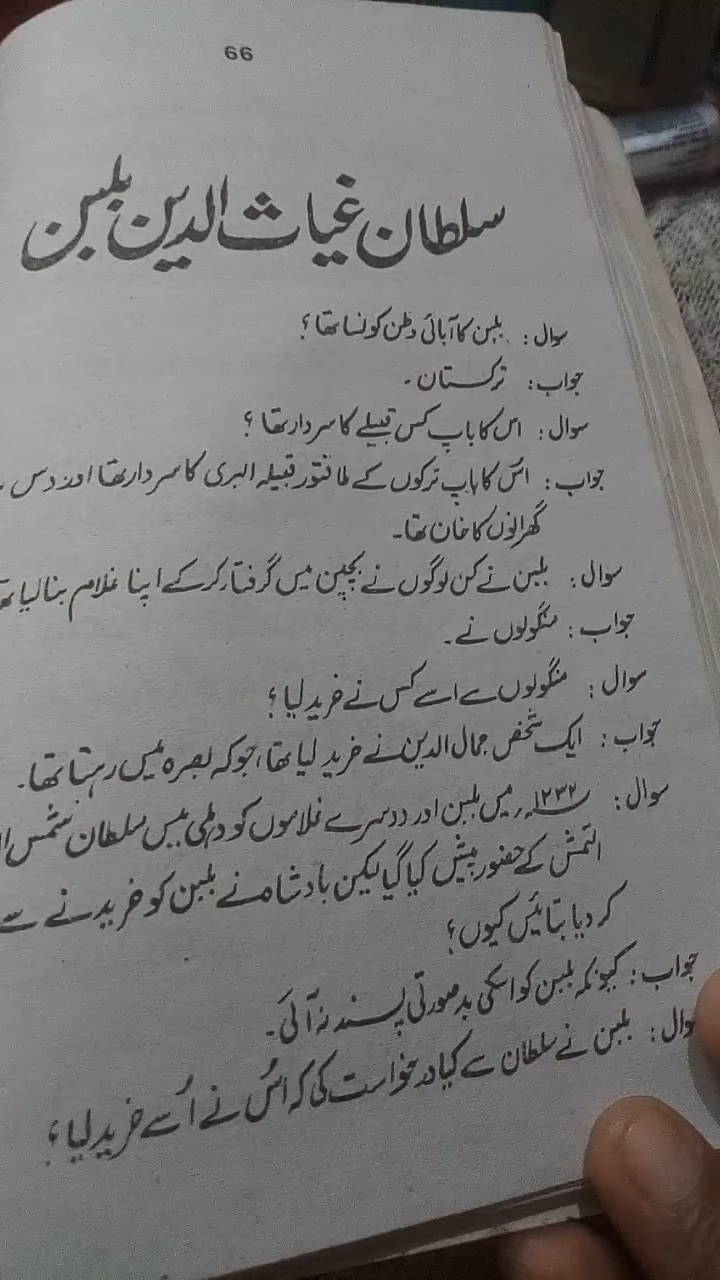 66
سلطان غیاث الدین بلبن
سوال: بلبن کا آبائی وطن کونسا تھا؟
جواب: ترکستان۔
سوال: اس کا باپ کس قبیلے کا سردار تھا؟
جواب: اس کا باپ ترکوں کے طاقتور قبیلہ البری کا سردار تھا اور دس
گھرانوں کا خان تھا۔
سوال: بلبن نے کن لوگوں نے بچپن میں گرفتار کر کے اپنا غلام بنا لیا
جواب: منگولوں نے۔
سوال: منگولوں سے اسے کس نے خرید لیا؟
جواب: ایک شخص جمال الدین نے خرید لیا تھا، جو کہ بصرہ میں رہتا تھا۔
سوال: ۱۲۳۲ء میں بلبن اور دوسرے غلاموں کو دہلی میں سلطان شمس
التمش کے حضور پیش کیا گیا لیکن بادشاہ نے بلبن کو خریدنے سے
کر دیا بتائیں کیوں؟
جواب: کیونکہ بلبن کو اسکی بدصورتی پسند نہ آئی۔
سوال: بلبن نے سلطان سے کیا درخواست کی کہ اُس نے اُسے خرید لیا؟